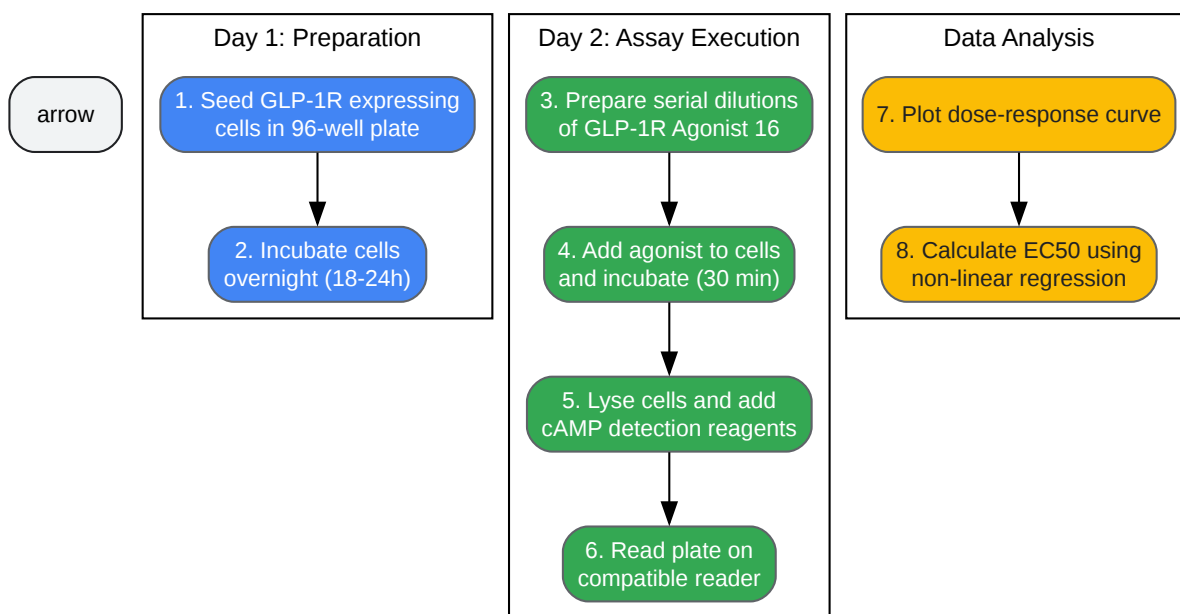 arrow
Day 1: Preparation
1. Seed GLP-1R expressing
cells in 96-well plate
2. Incubate cells
overnight (18-24h)
Day 2: Assay Execution
3. Prepare serial dilutions
of GLP-1R Agonist 16
4. Add agonist to cells
and incubate (30 min)
5. Lyse cells and add
cAMP detection reagents
6. Read plate on
compatible reader
Data Analysis
7. Plot dose-response curve
8. Calculate EC50 using
non-linear regression